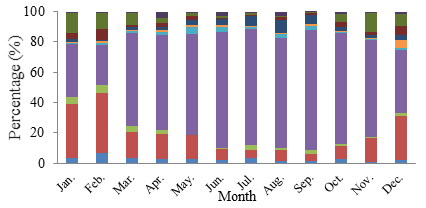 100
80
60
40
20
0
Percentage (%)
Jan. Feb. Mar. Apr. May. Jun. Jul. Aug. Sep. Oct. Nov. Dec.
Month